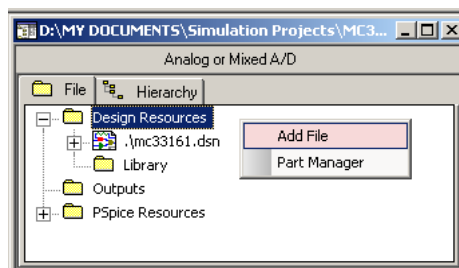 D:\MY DOCUMENTS\Simulation Projects\MC3...
Analog or Mixed A/D
File Hierarchy
Design Resources
.\mc33161.dsn
Add File
Library
Part Manager
Outputs
PSpice Resources